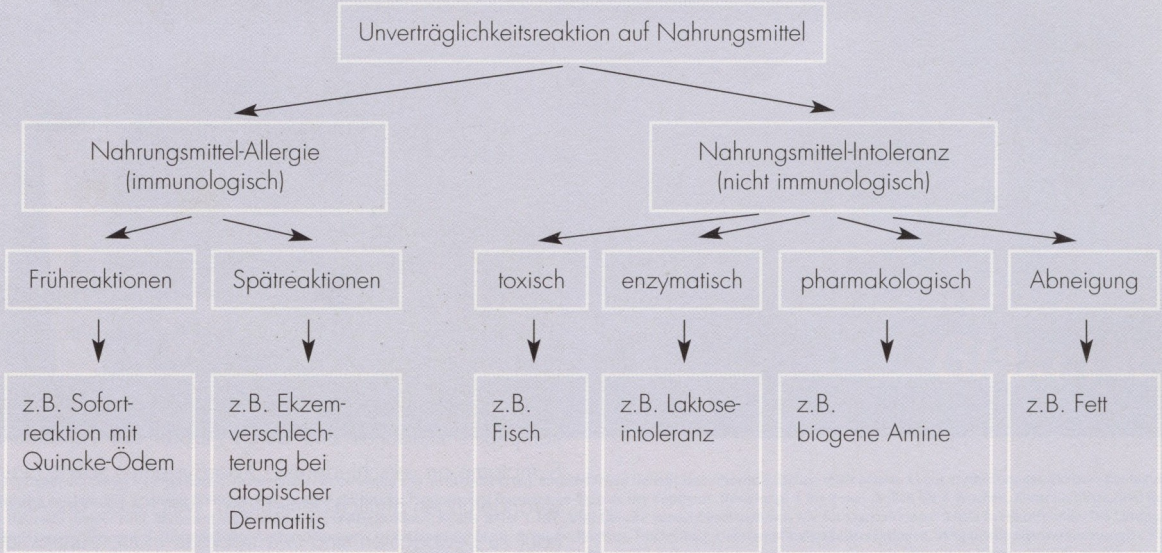 Unverträglichkeitsreaktion auf Nahrungsmittel
Nahrungsmittel-Allergie
(immunologisch)
Nahrungsmittel-Intoleranz
(nicht immunologisch)
Frühreaktionen
Spätreaktionen
toxisch
enzymatisch
pharmakologisch
Abneigung
z.B. Sofort-
reaktion mit
Quincke-Ödem
z.B. Ekzem-
verschlech-
terung bei
atopischer
Dermatitis
z.B.
Fisch
z.B. Laktose-
intoleranz
z.B.
biogene Amine
z.B. Fett